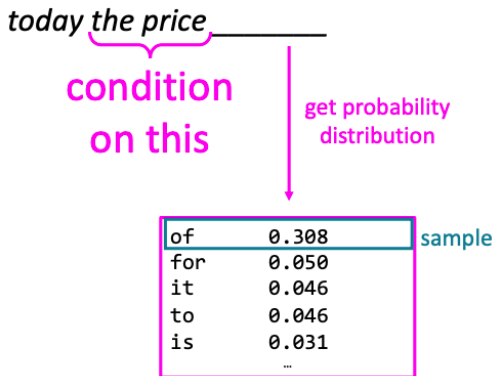 today the price ________
condition
on this
get probability
distribution
of 0.308 sample
for 0.050
it 0.046
to 0.046
is 0.031
…